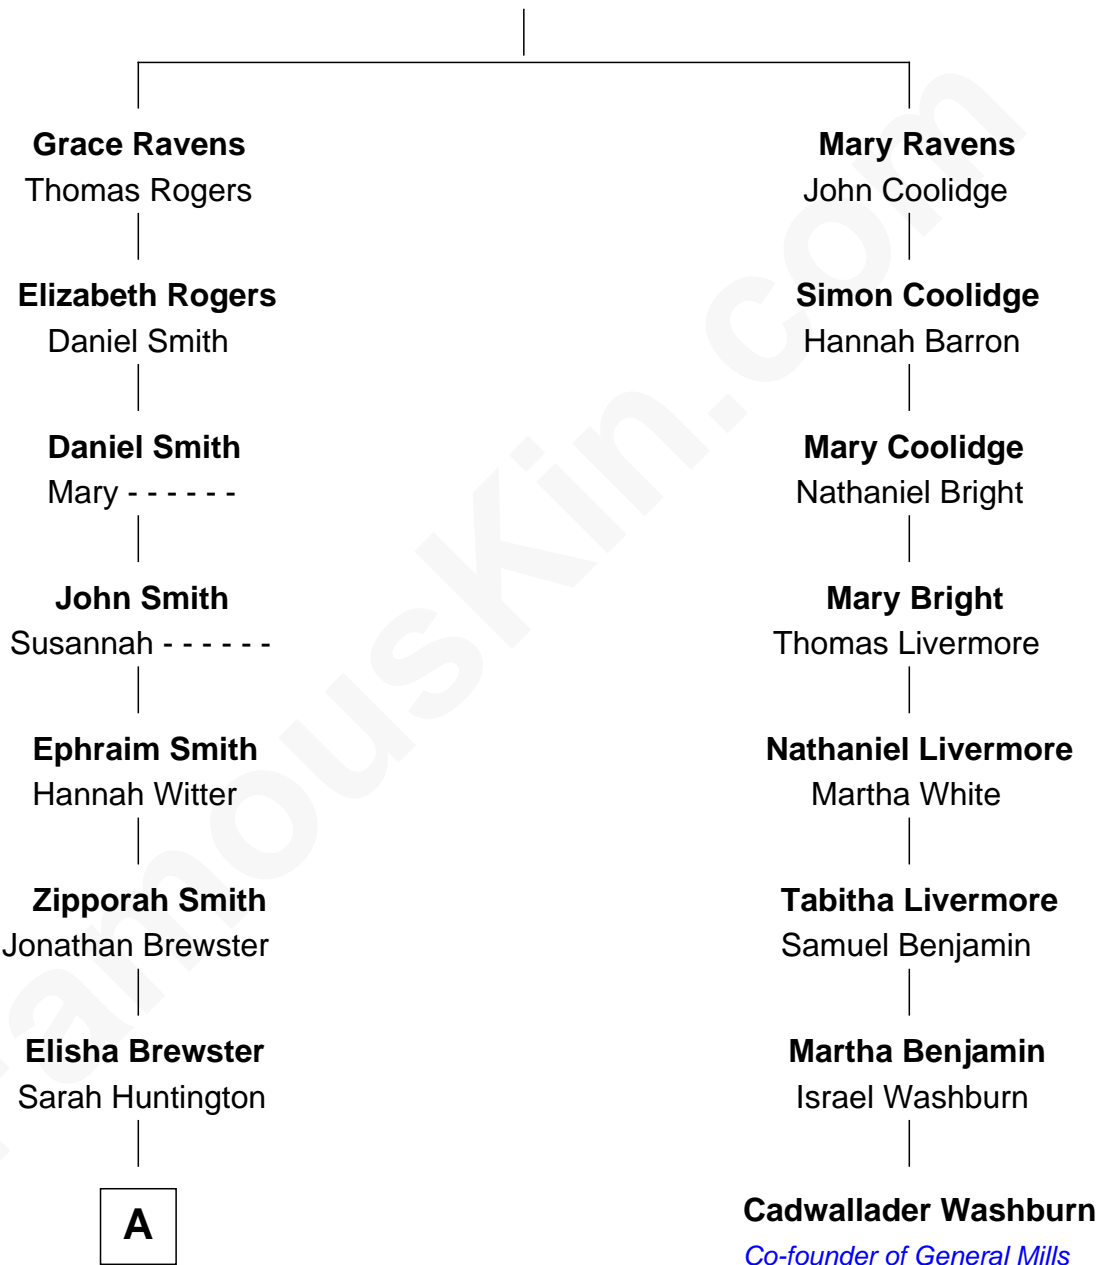 Grace Ravens
Thomas Rogers
Mary Ravens
John Coolidge
Elizabeth Rogers
Daniel Smith
Simon Coolidge
Hannah Barron
Daniel Smith
Mary - - - - - -
Mary Coolidge
Nathaniel Bright
John Smith
Susannah - - - - - -
Mary Bright
Thomas Livermore
Ephraim Smith
Hannah Witter
Nathaniel Livermore
Martha White
Zipporah Smith
Jonathan Brewster
Tabitha Livermore
Samuel Benjamin
Elisha Brewster
Sarah Huntington
Martha Benjamin
Israel Washburn
A
Cadwallader Washburn
Co-founder of General Mills
FamousKin.com